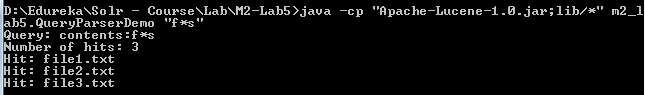 D:\Edureka\Solr - Course\Lab\M2-Lab5>java -cp "Apache-Lucene-1.0.jar;lib/*" m2_l
ab5.QueryParserDemo "f*s"
Query: contents:f*s
Number of hits: 3
Hit: file1.txt
Hit: file2.txt
Hit: file3.txt